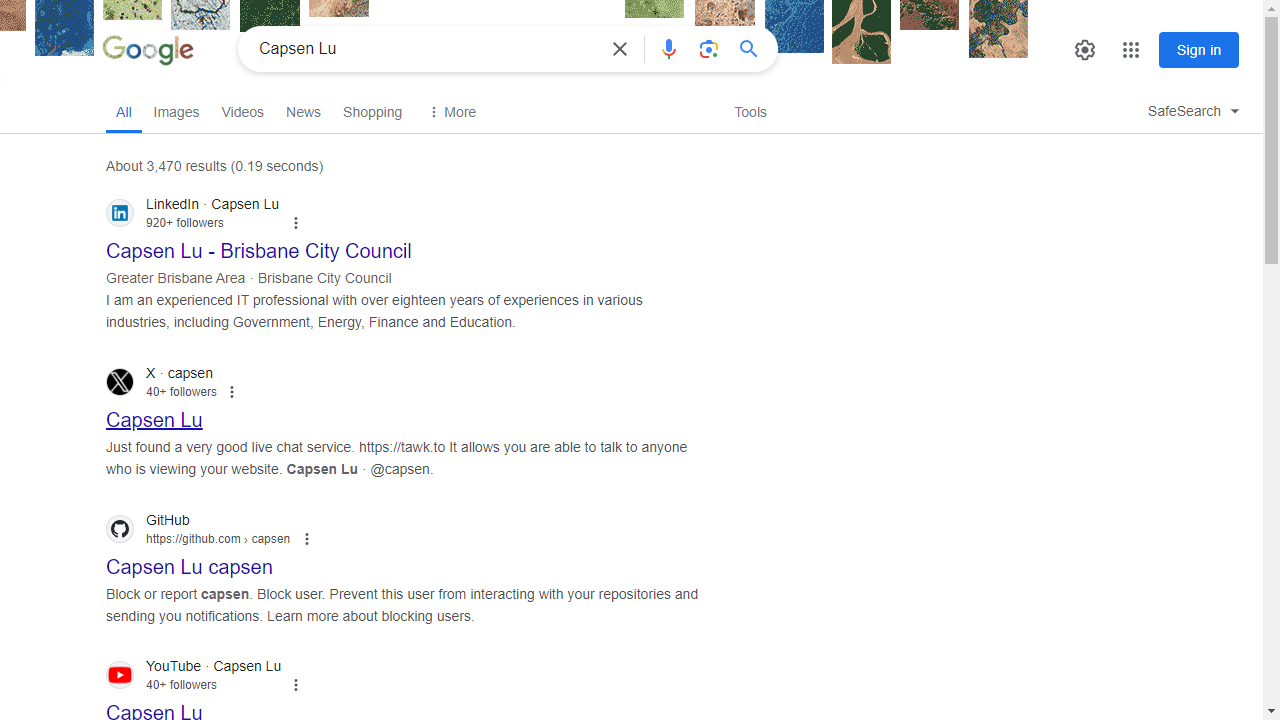 Google
Capsen Lu
Sign in
All
Images
Videos
News
Shopping
More
Tools
SafeSearch
About 3,470 results (0.19 seconds)
LinkedIn · Capsen Lu
920+ followers
Capsen Lu - Brisbane City Council
Greater Brisbane Area · Brisbane City Council
I am an experienced IT professional with over eighteen years of experiences in various
industries, including Government, Energy, Finance and Education.
X · capsen
40+ followers
Capsen Lu
Just found a very good live chat service. https://tawk.to It allows you are able to talk to anyone
who is viewing your website. Capsen Lu · @capsen.
GitHub
https://github.com › capsen
Capsen Lu capsen
Block or report capsen. Block user. Prevent this user from interacting with your repositories and
sending you notifications. Learn more about blocking users.
YouTube · Capsen Lu
40+ followers
Capsen Lu